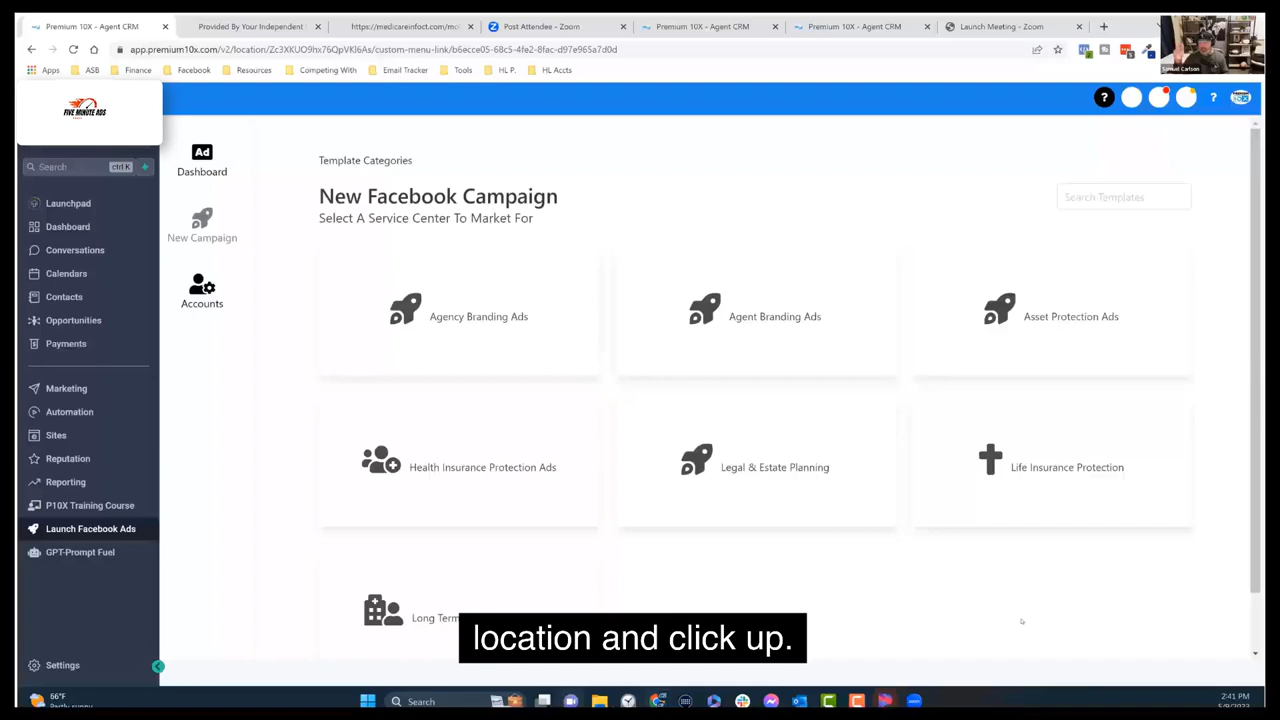 Premium 10X - Agent CRM
Provided By Your Independent
https://medicareinfoct.com/mo
Post Attendee - Zoom
Premium 10X - Agent CRM
Premium 10X - Agent CRM
Launch Meeting - Zoom
app.premium10x.com/v2/location/Zc3XKUO9hx76QpVKl6As/custom-menu-link/b6ecce05-68c5-4fe2-8fac-d97e965a7d0d
Apps
ASB
Finance
Facebook
Resources
Competing With
Email Tracker
Tools
HL P.
HL Accts
Samuel Carlson
FIVE MINUTE ADS
Search
ctrl K
Launchpad
Dashboard
Conversations
Calendars
Contacts
Opportunities
Payments
Marketing
Automation
Sites
Reputation
Reporting
P10X Training Course
Launch Facebook Ads
GPT-Prompt Fuel
Settings
Ad
Dashboard
New Campaign
Accounts
Template Categories
New Facebook Campaign
Select A Service Center To Market For
Search Templates
Agency Branding Ads
Agent Branding Ads
Asset Protection Ads
Health Insurance Protection Ads
Legal & Estate Planning
Life Insurance Protection
Long Term
location and click up.
66°F
Partly sunny
Search
2:41 PM